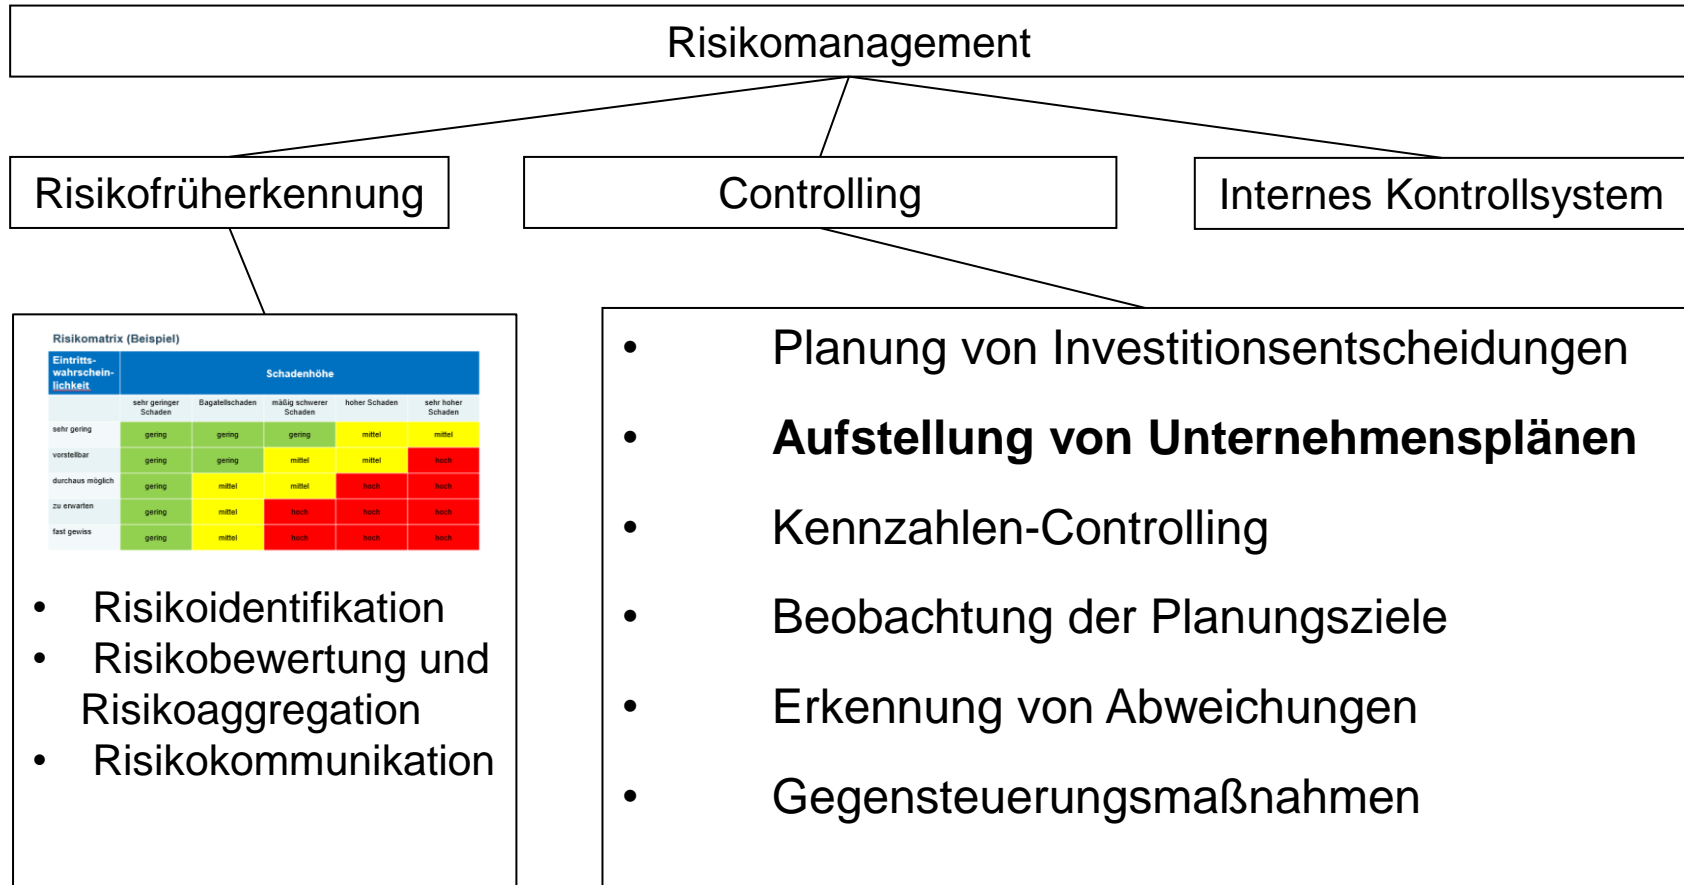 Risikomanagement
Risikofrüherkennung
Controlling
Internes Kontrollsystem
Risikomatrix (Beispiel)
Eintritts-
wahrschein-
lichkeit
Schadenhöhe
sehr geringer
Schaden
Bagatellschaden
mäßig schwerer
Schaden
hoher Schaden
sehr hoher
Schaden
sehr gering gering gering gering mittel mittel
vorstellbar gering gering mittel mittel hoch
durchaus möglich gering mittel mittel hoch hoch
zu erwarten gering mittel hoch hoch hoch
fast gewiss gering mittel hoch hoch hoch
• Risikoidentifikation
• Risikobewertung und
Risikoaggregation
• Risikokommunikation
• Planung von Investitionsentscheidungen
• Aufstellung von Unternehmensplänen
• Kennzahlen-Controlling
• Beobachtung der Planungsziele
• Erkennung von Abweichungen
• Gegensteuerungsmaßnahmen